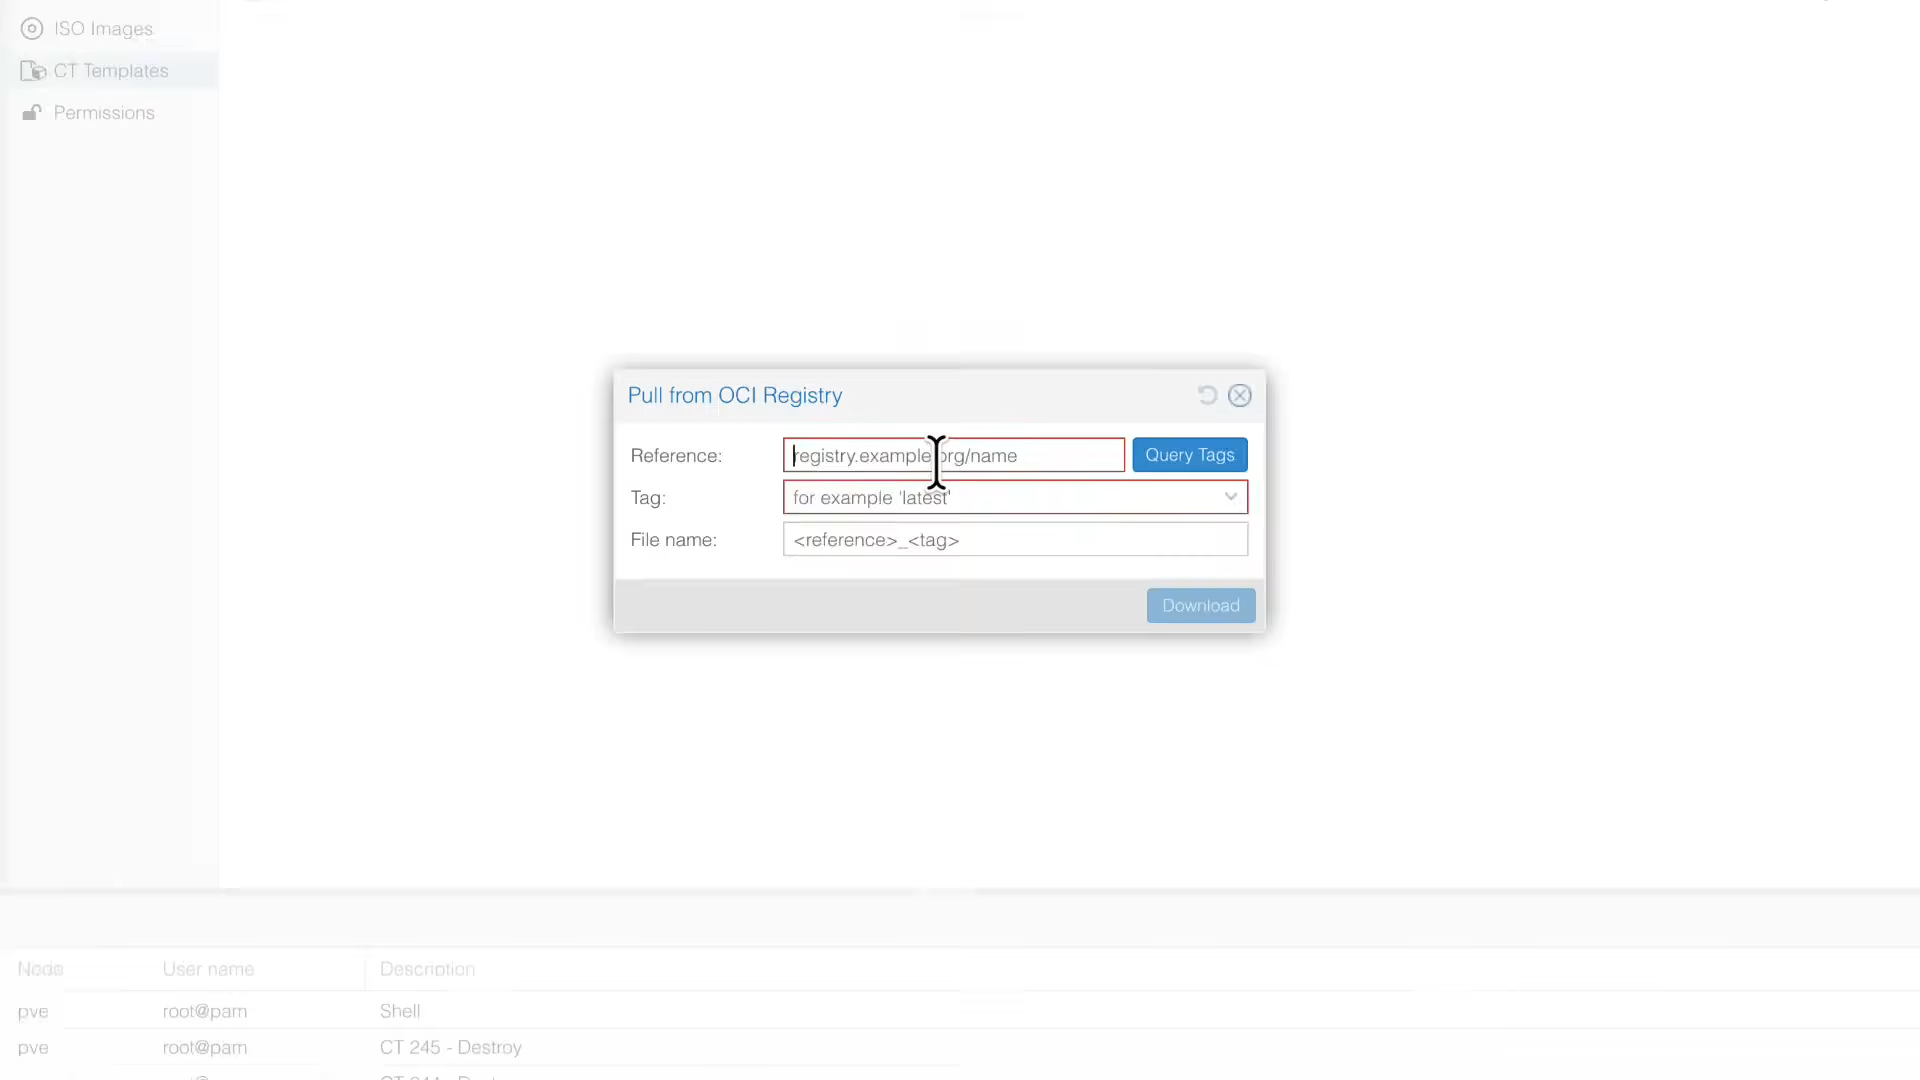 ISO Images
CT Templates
Permissions
Pull from OCI Registry
Reference:
registry.example.org/name
Query Tags
Tag:
for example 'latest'
File name:
<reference>_<tag>
Download
Node User name Description
pve root@pam Shell
pve root@pam CT 245 - Destroy